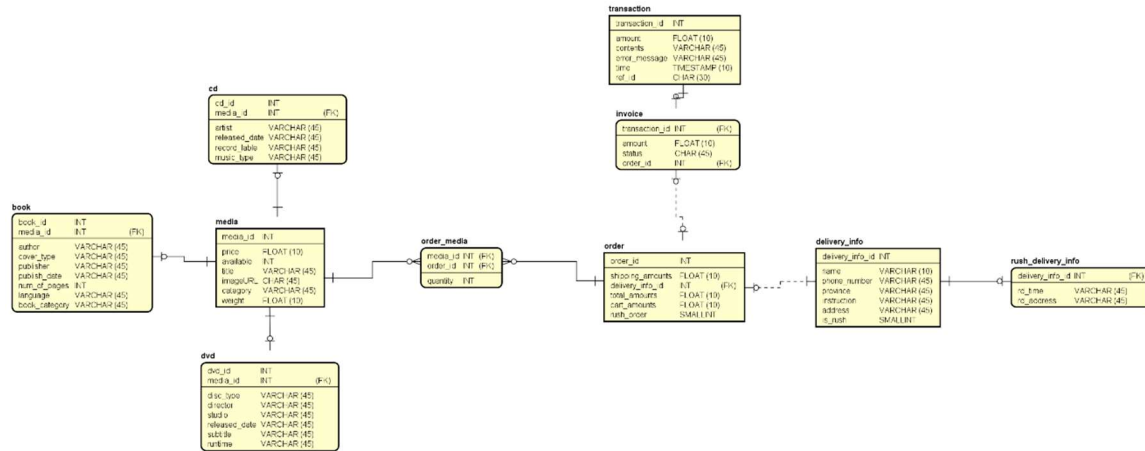 transaction
transaction_id INT
amount FLOAT (10)
contents VARCHAR (45)
error_message VARCHAR (45)
time TIMESTAMP (10)
ref_id CHAR (30)
cd
cd_id INT
media_id INT (FK)
artist VARCHAR (45)
released_date VARCHAR (45)
record_lable VARCHAR (45)
music_type VARCHAR (45)
invoice
transaction_id INT (FK)
amount FLOAT (10)
status CHAR (45)
order_id INT (FK)
book
book_id INT
media_id INT (FK)
author VARCHAR (45)
cover_type VARCHAR (45)
publisher VARCHAR (45)
publish_date VARCHAR (45)
num_of_pages INT
language VARCHAR (45)
book_category VARCHAR (45)
media
media_id INT
price FLOAT (10)
available INT
title VARCHAR (45)
imageURL CHAR (45)
category VARCHAR (45)
weight FLOAT (10)
order_media
media_id INT (FK)
order_id INT (FK)
quantity INT
order
order_id INT
shipping_amounts FLOAT (10)
delivery_info_id INT (FK)
total_amounts FLOAT (10)
cart_amounts FLOAT (10)
rush_order SMALLINT
delivery_info
delivery_info_id INT
name VARCHAR (10)
phone_number VARCHAR (45)
province VARCHAR (45)
instruction VARCHAR (45)
address VARCHAR (45)
is_rush SMALLINT
rush_delivery_info
delivery_info_id INT (FK)
rd_time VARCHAR (45)
rd_address VARCHAR (45)
dvd
dvd_id INT
media_id INT (FK)
disc_type VARCHAR (45)
director VARCHAR (45)
studio VARCHAR (45)
released_date VARCHAR (45)
subtitle VARCHAR (45)
runtime VARCHAR (45)